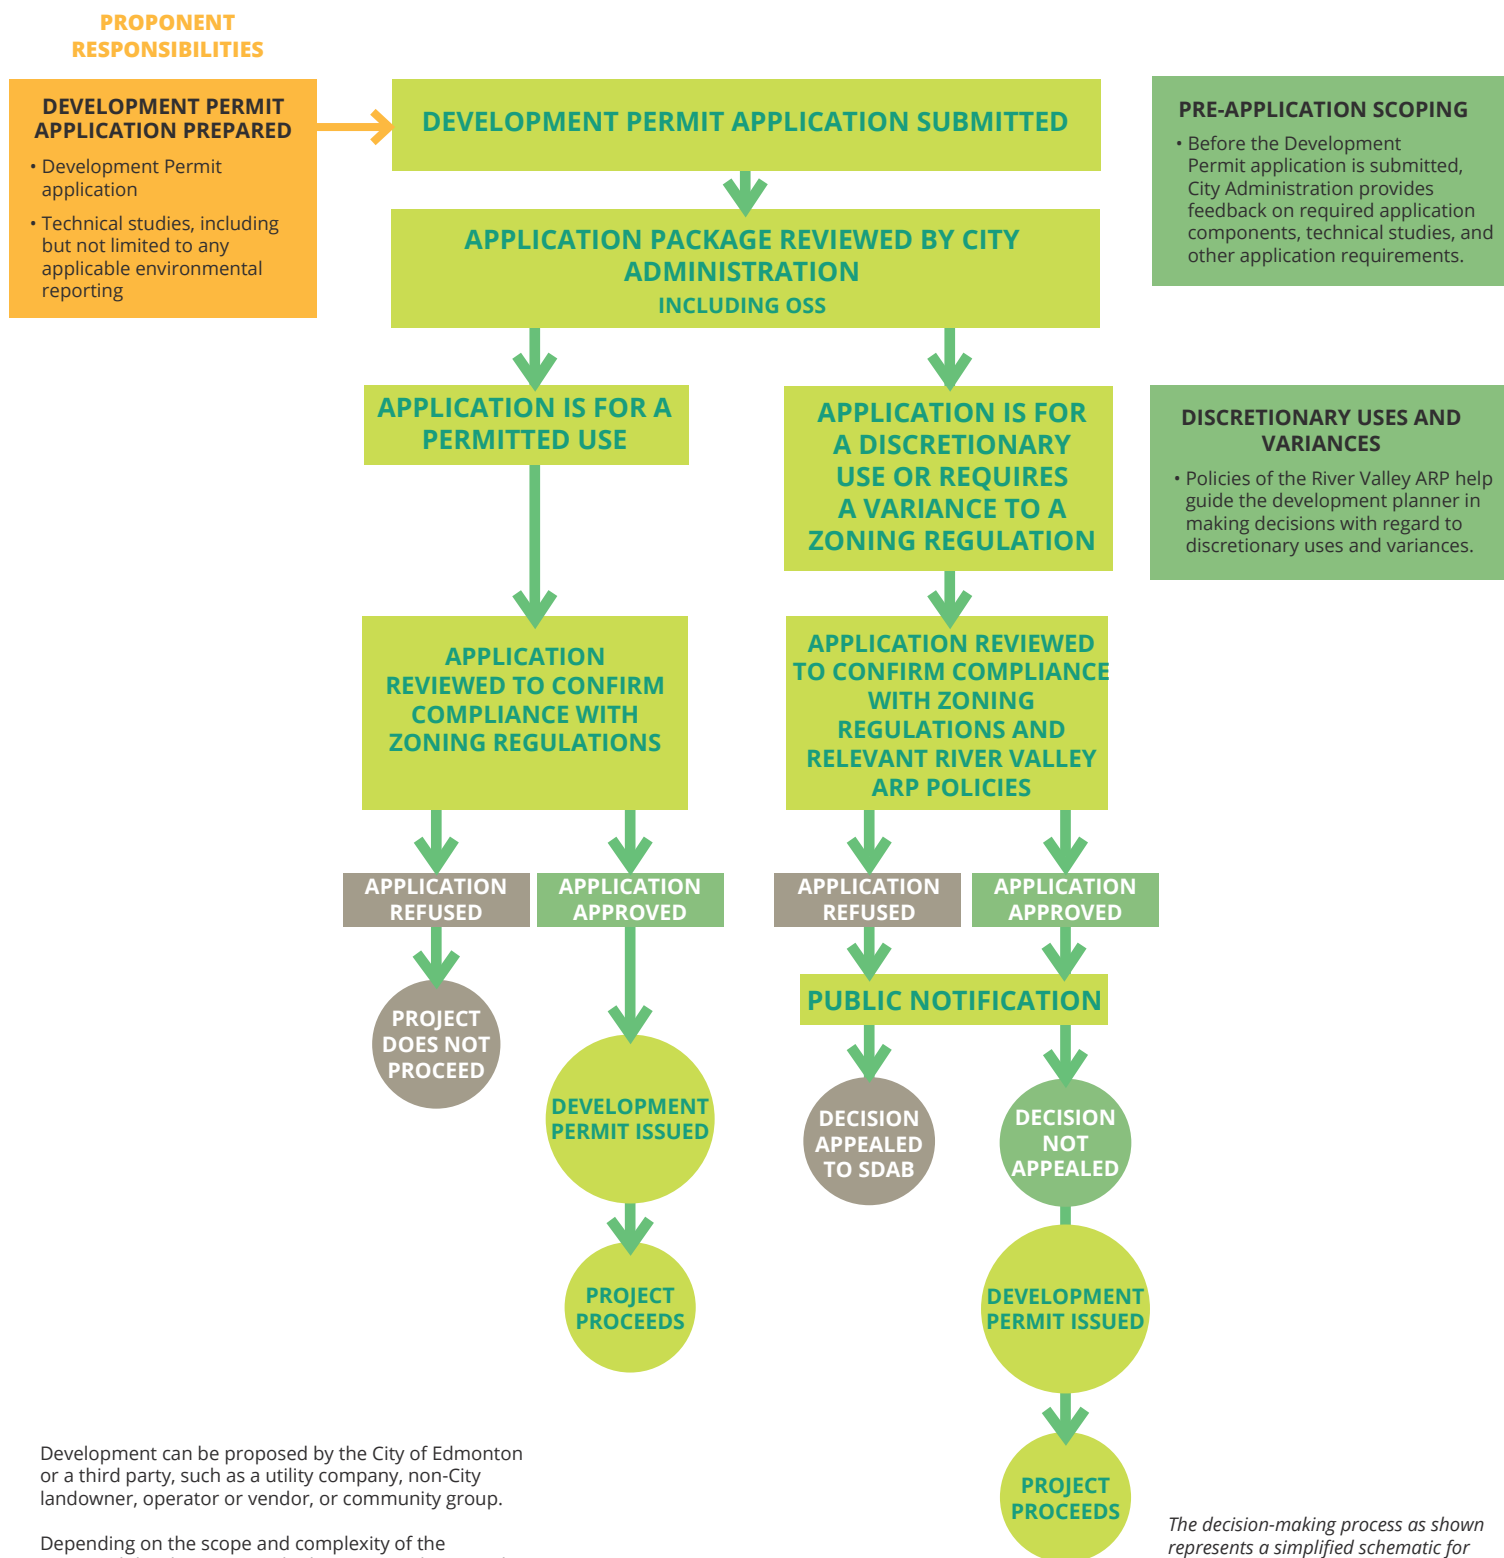 PROPONENT
RESPONSIBILITIES
DEVELOPMENT PERMIT
APPLICATION PREPARED
• Development Permit
application
• Technical studies, including
but not limited to any
applicable environmental
reporting
DEVELOPMENT PERMIT APPLICATION SUBMITTED
PRE-APPLICATION SCOPING
• Before the Development
Permit application is submitted,
City Administration provides
feedback on required application
components, technical studies, and
other application requirements.
APPLICATION PACKAGE REVIEWED BY CITY
ADMINISTRATION
INCLUDING OSS
APPLICATION IS FOR A
PERMITTED USE
APPLICATION IS FOR
A DISCRETIONARY
USE OR REQUIRES
A VARIANCE TO A
ZONING REGULATION
DISCRETIONARY USES AND
VARIANCES
• Policies of the River Valley ARP help
guide the development planner in
making decisions with regard to
discretionary uses and variances.
APPLICATION
REVIEWED TO CONFIRM
COMPLIANCE WITH
ZONING REGULATIONS
APPLICATION REVIEWED
TO CONFIRM COMPLIANCE
WITH ZONING
REGULATIONS AND
RELEVANT RIVER VALLEY
ARP POLICIES
APPLICATION
REFUSED
APPLICATION
APPROVED
APPLICATION
REFUSED
APPLICATION
APPROVED
PROJECT
DOES NOT
PROCEED
DEVELOPMENT
PERMIT ISSUED
PUBLIC NOTIFICATION
DECISION
APPEALED
TO SDAB
DECISION
NOT
APPEALED
PROJECT
PROCEEDS
DEVELOPMENT
PERMIT ISSUED
PROJECT
PROCEEDS
Development can be proposed by the City of Edmonton
or a third party, such as a utility company, non-City
landowner, operator or vendor, or community group.
Depending on the scope and complexity of the
The decision-making process as shown
represents a simplified schematic for